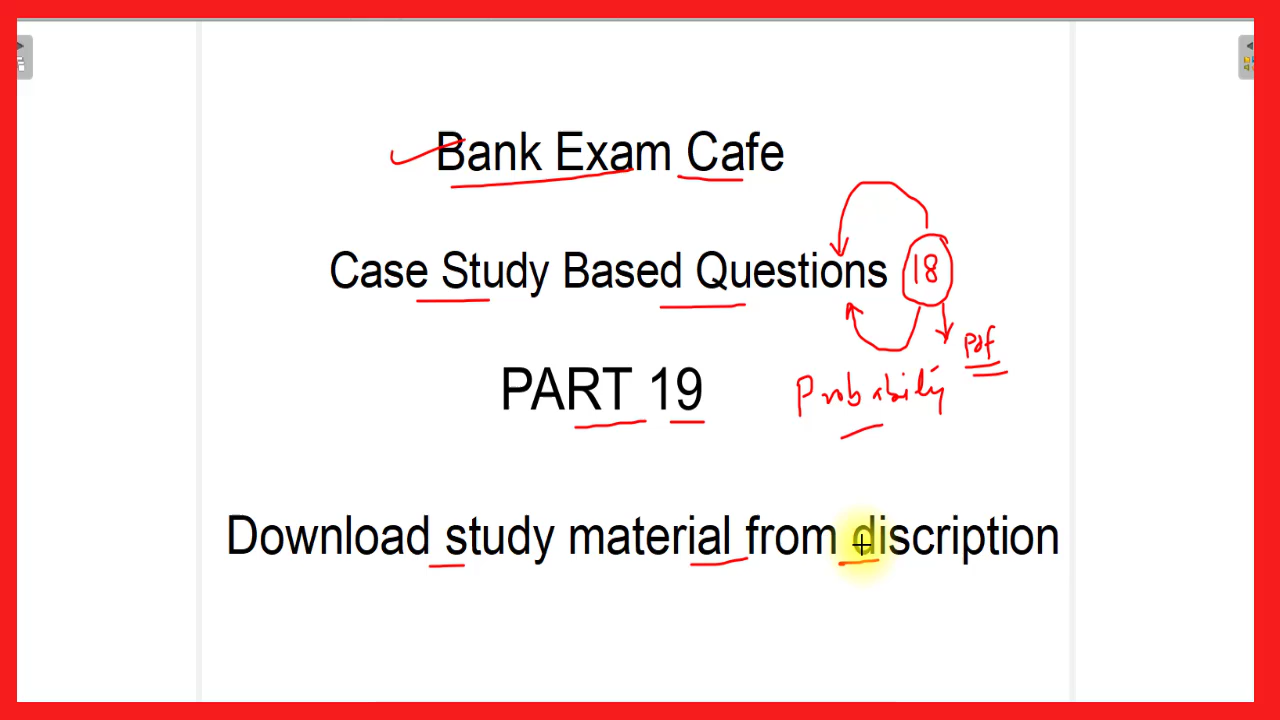 Bank Exam Cafe
Case Study Based Questions 18
pdf
PART 19 Probability
Download study material from discription